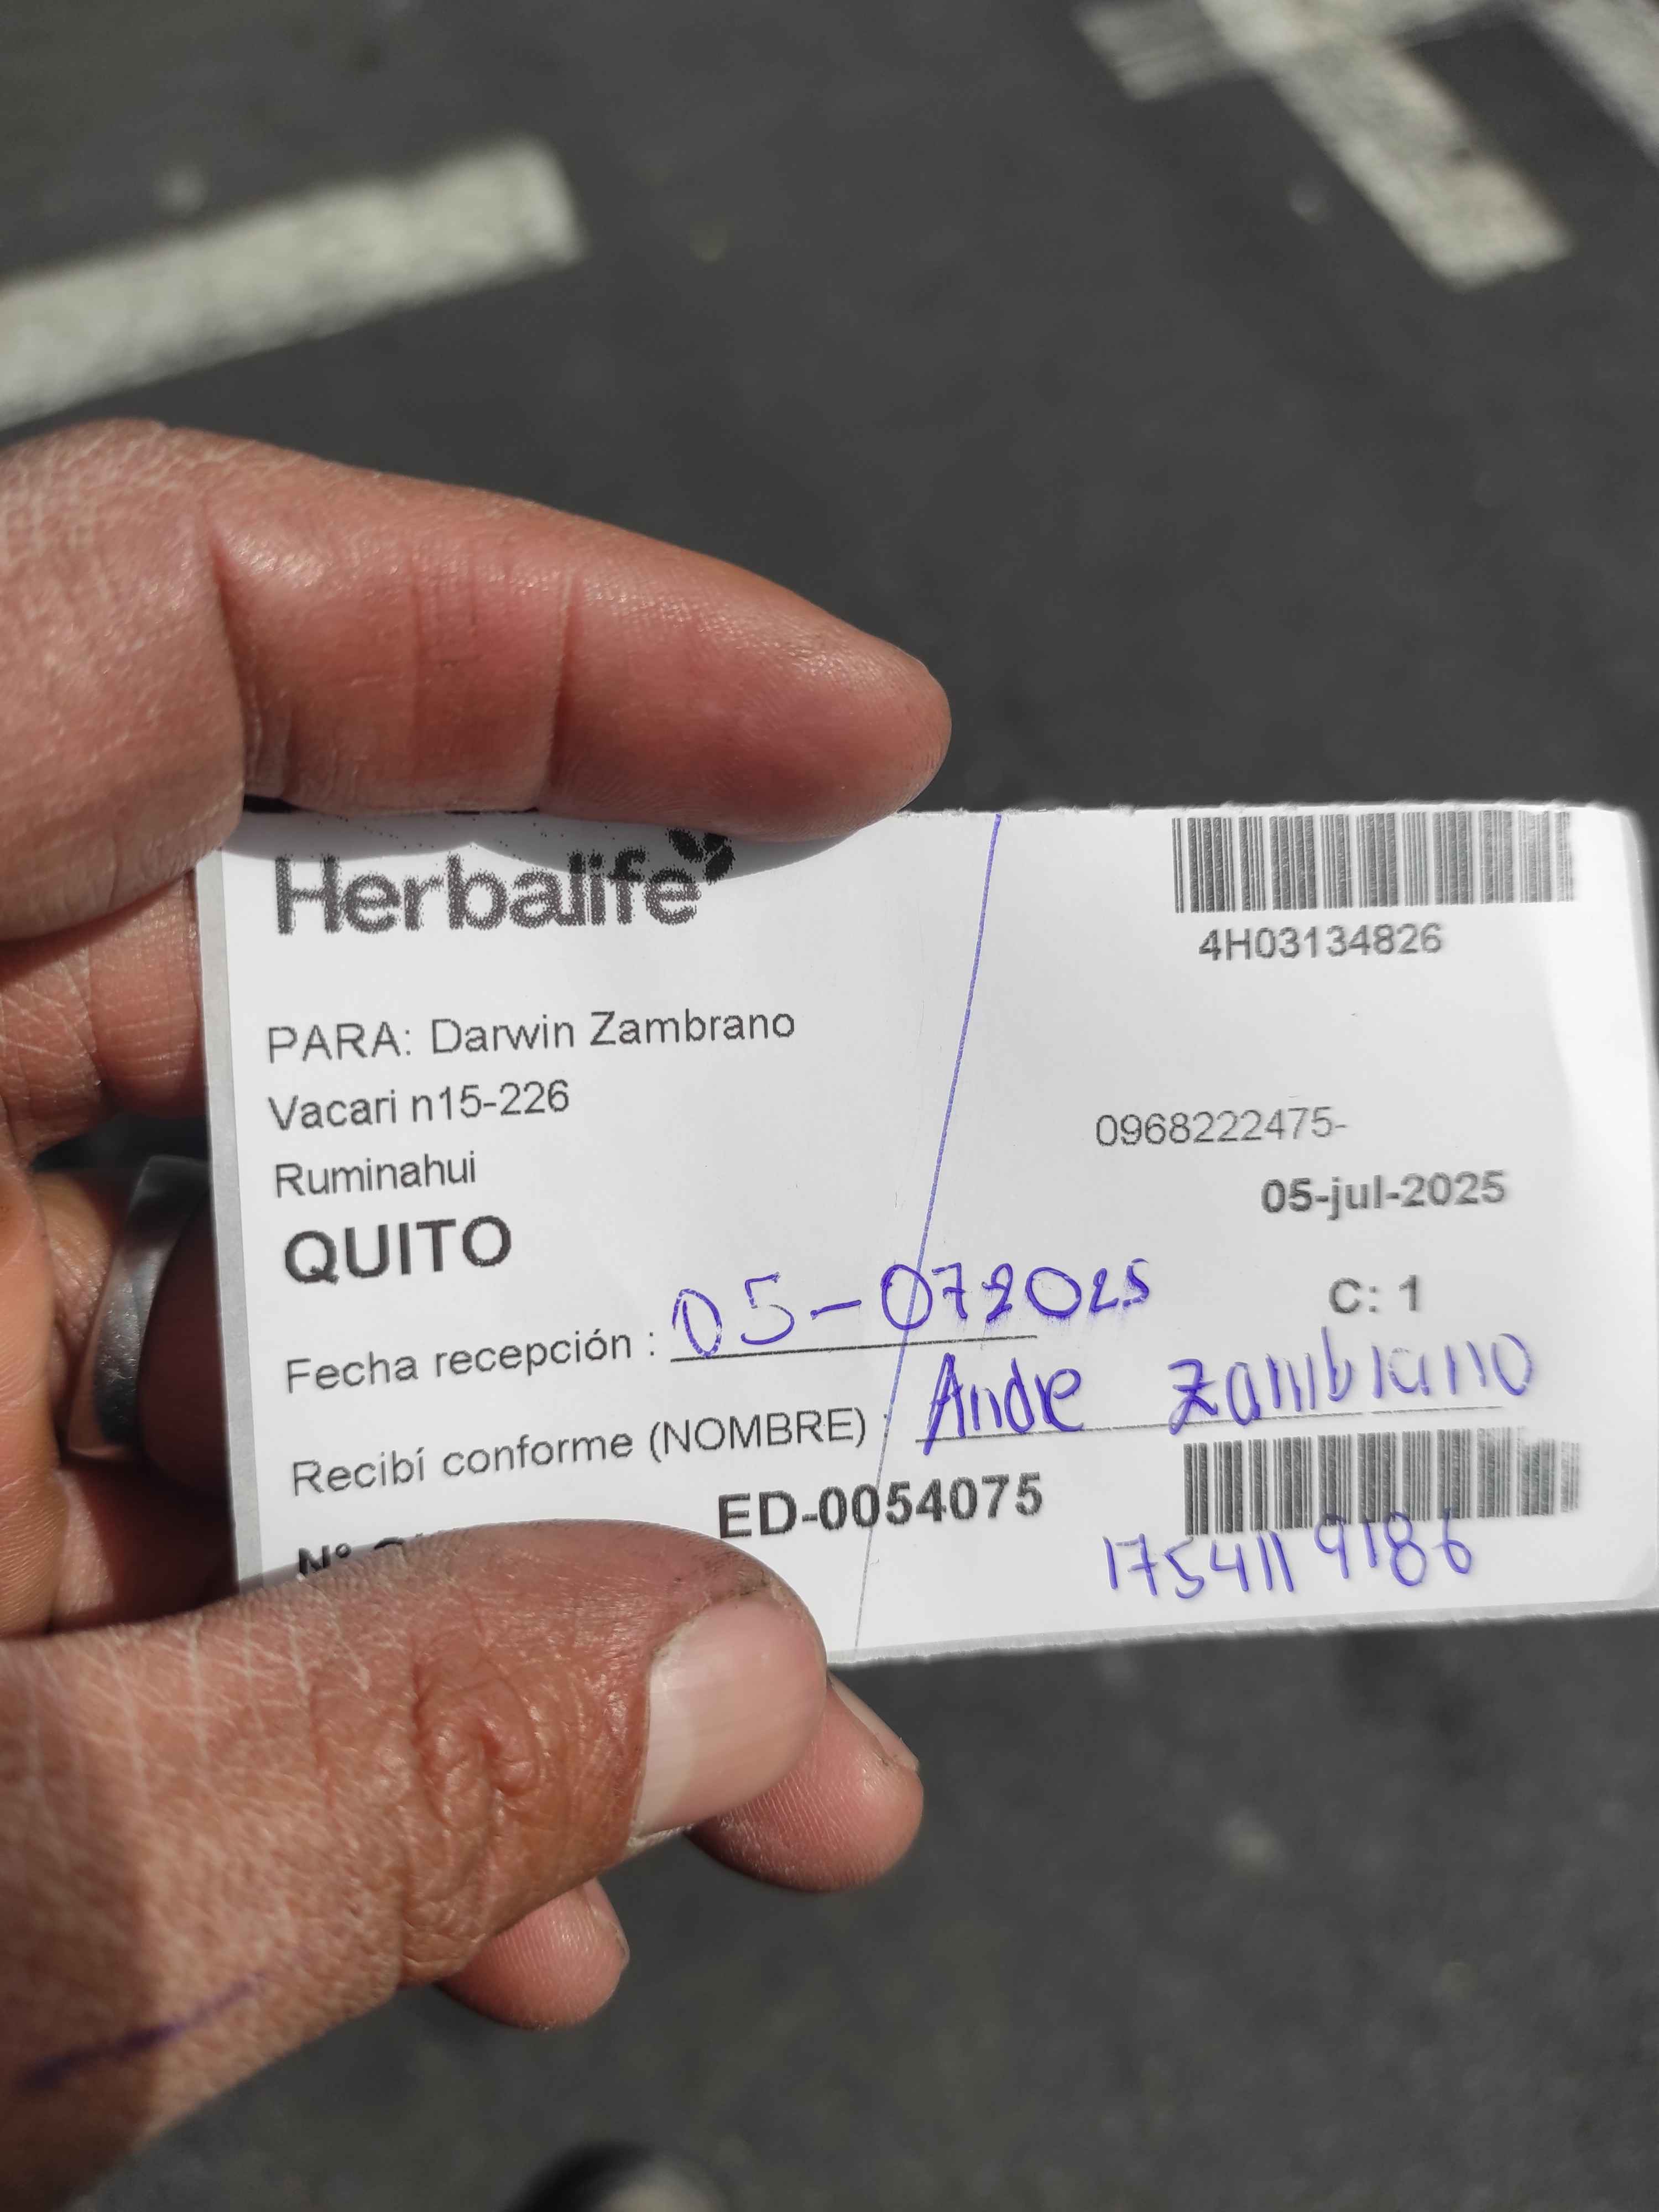 Herbalife
4H03134826
PARA: Darwin Zambrano
Vacari n15-226
0968222475-
Ruminahui
05-jul-2025
QUITO
C: 1
Fecha recepción : 05-072025
Recibí conforme (NOMBRE) : Andre Zambrano
ED-0054075
Nº
1754119186